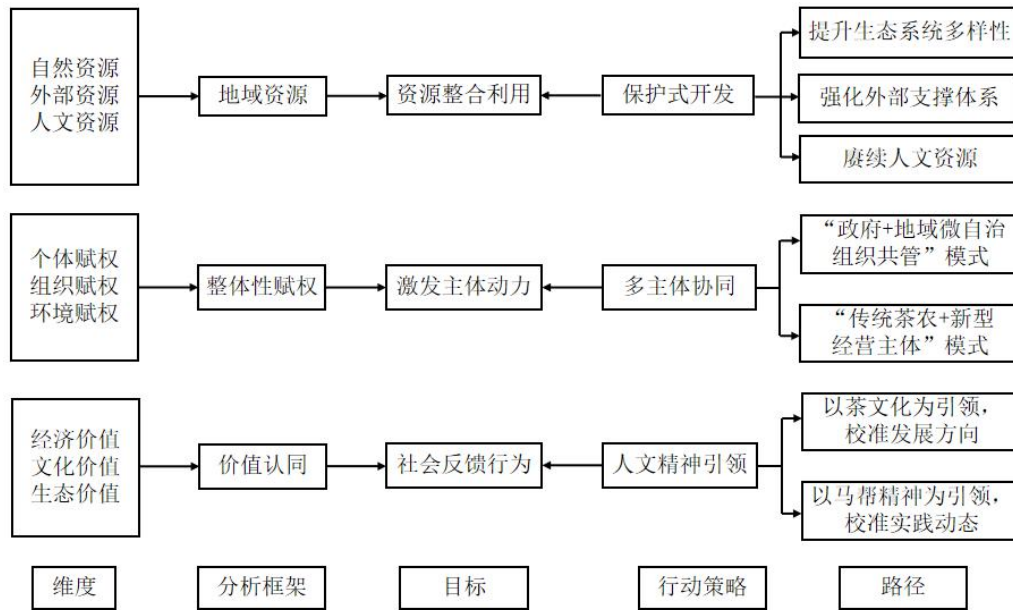 自然资源
外部资源
人文资源
地域资源
资源整合利用
保护式开发
提升生态系统多样性
强化外部支撑体系
赓续人文资源
个体赋权
组织赋权
环境赋权
整体性赋权
激发主体动力
多主体协同
“政府+地域微自治
组织共管”模式
“传统茶农+新型
经营主体”模式
经济价值
文化价值
生态价值
价值认同
社会反馈行为
人文精神引领
以茶文化为引领，
校准发展方向
以马帮精神为引领，
校准实践动态
维度
分析框架
目标
行动策略
路径